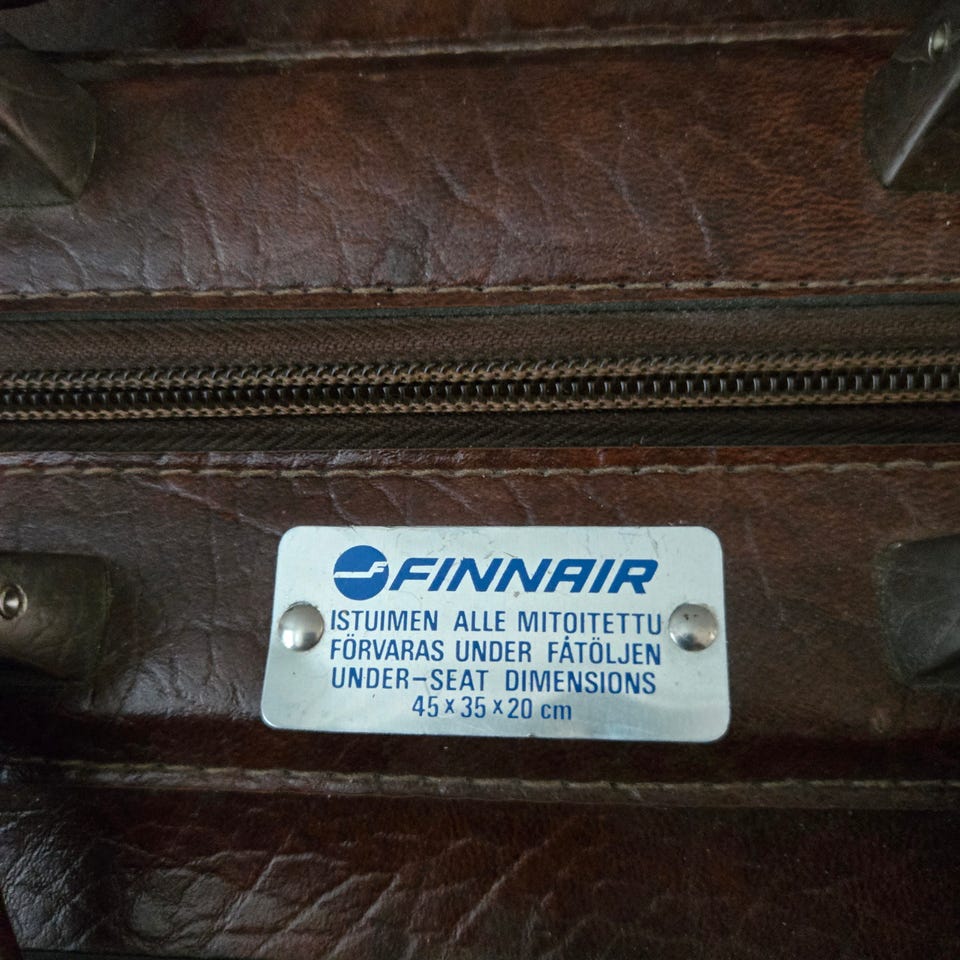 FINNAIR
ISTUIMEN ALLE MITOITETTU
FÖRVARAS UNDER FÅTÖLJEN
UNDER-SEAT DIMENSIONS
45 x 35 x 20 cm